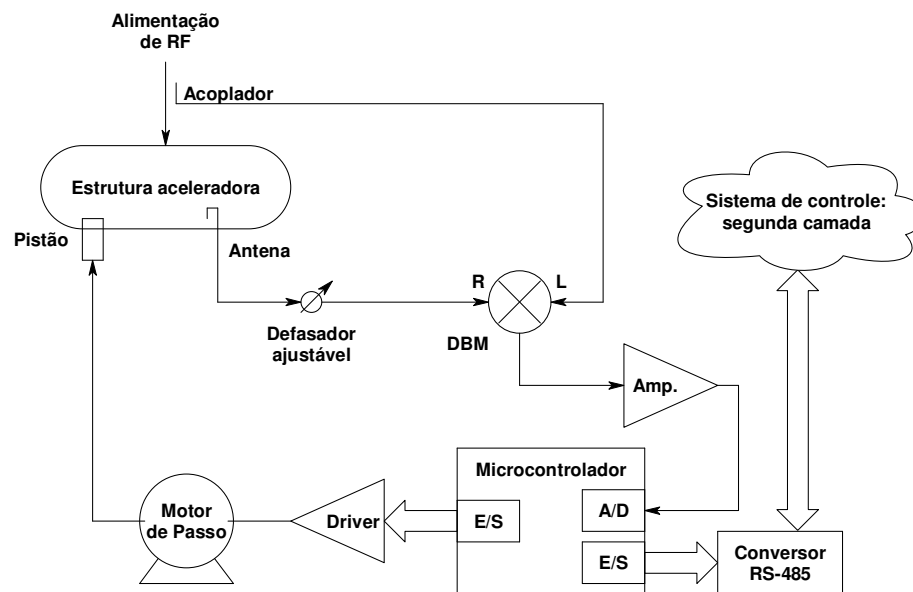 Alimentação
de RF
Acoplador
Estrutura aceleradora
Pistão
Antena
Sistema de controle:
segunda camada
R
L
DBM
Defasador
ajustável
Amp.
Microcontrolador
Motor
de Passo
Driver
E/S
A/D
E/S
Conversor
RS-485